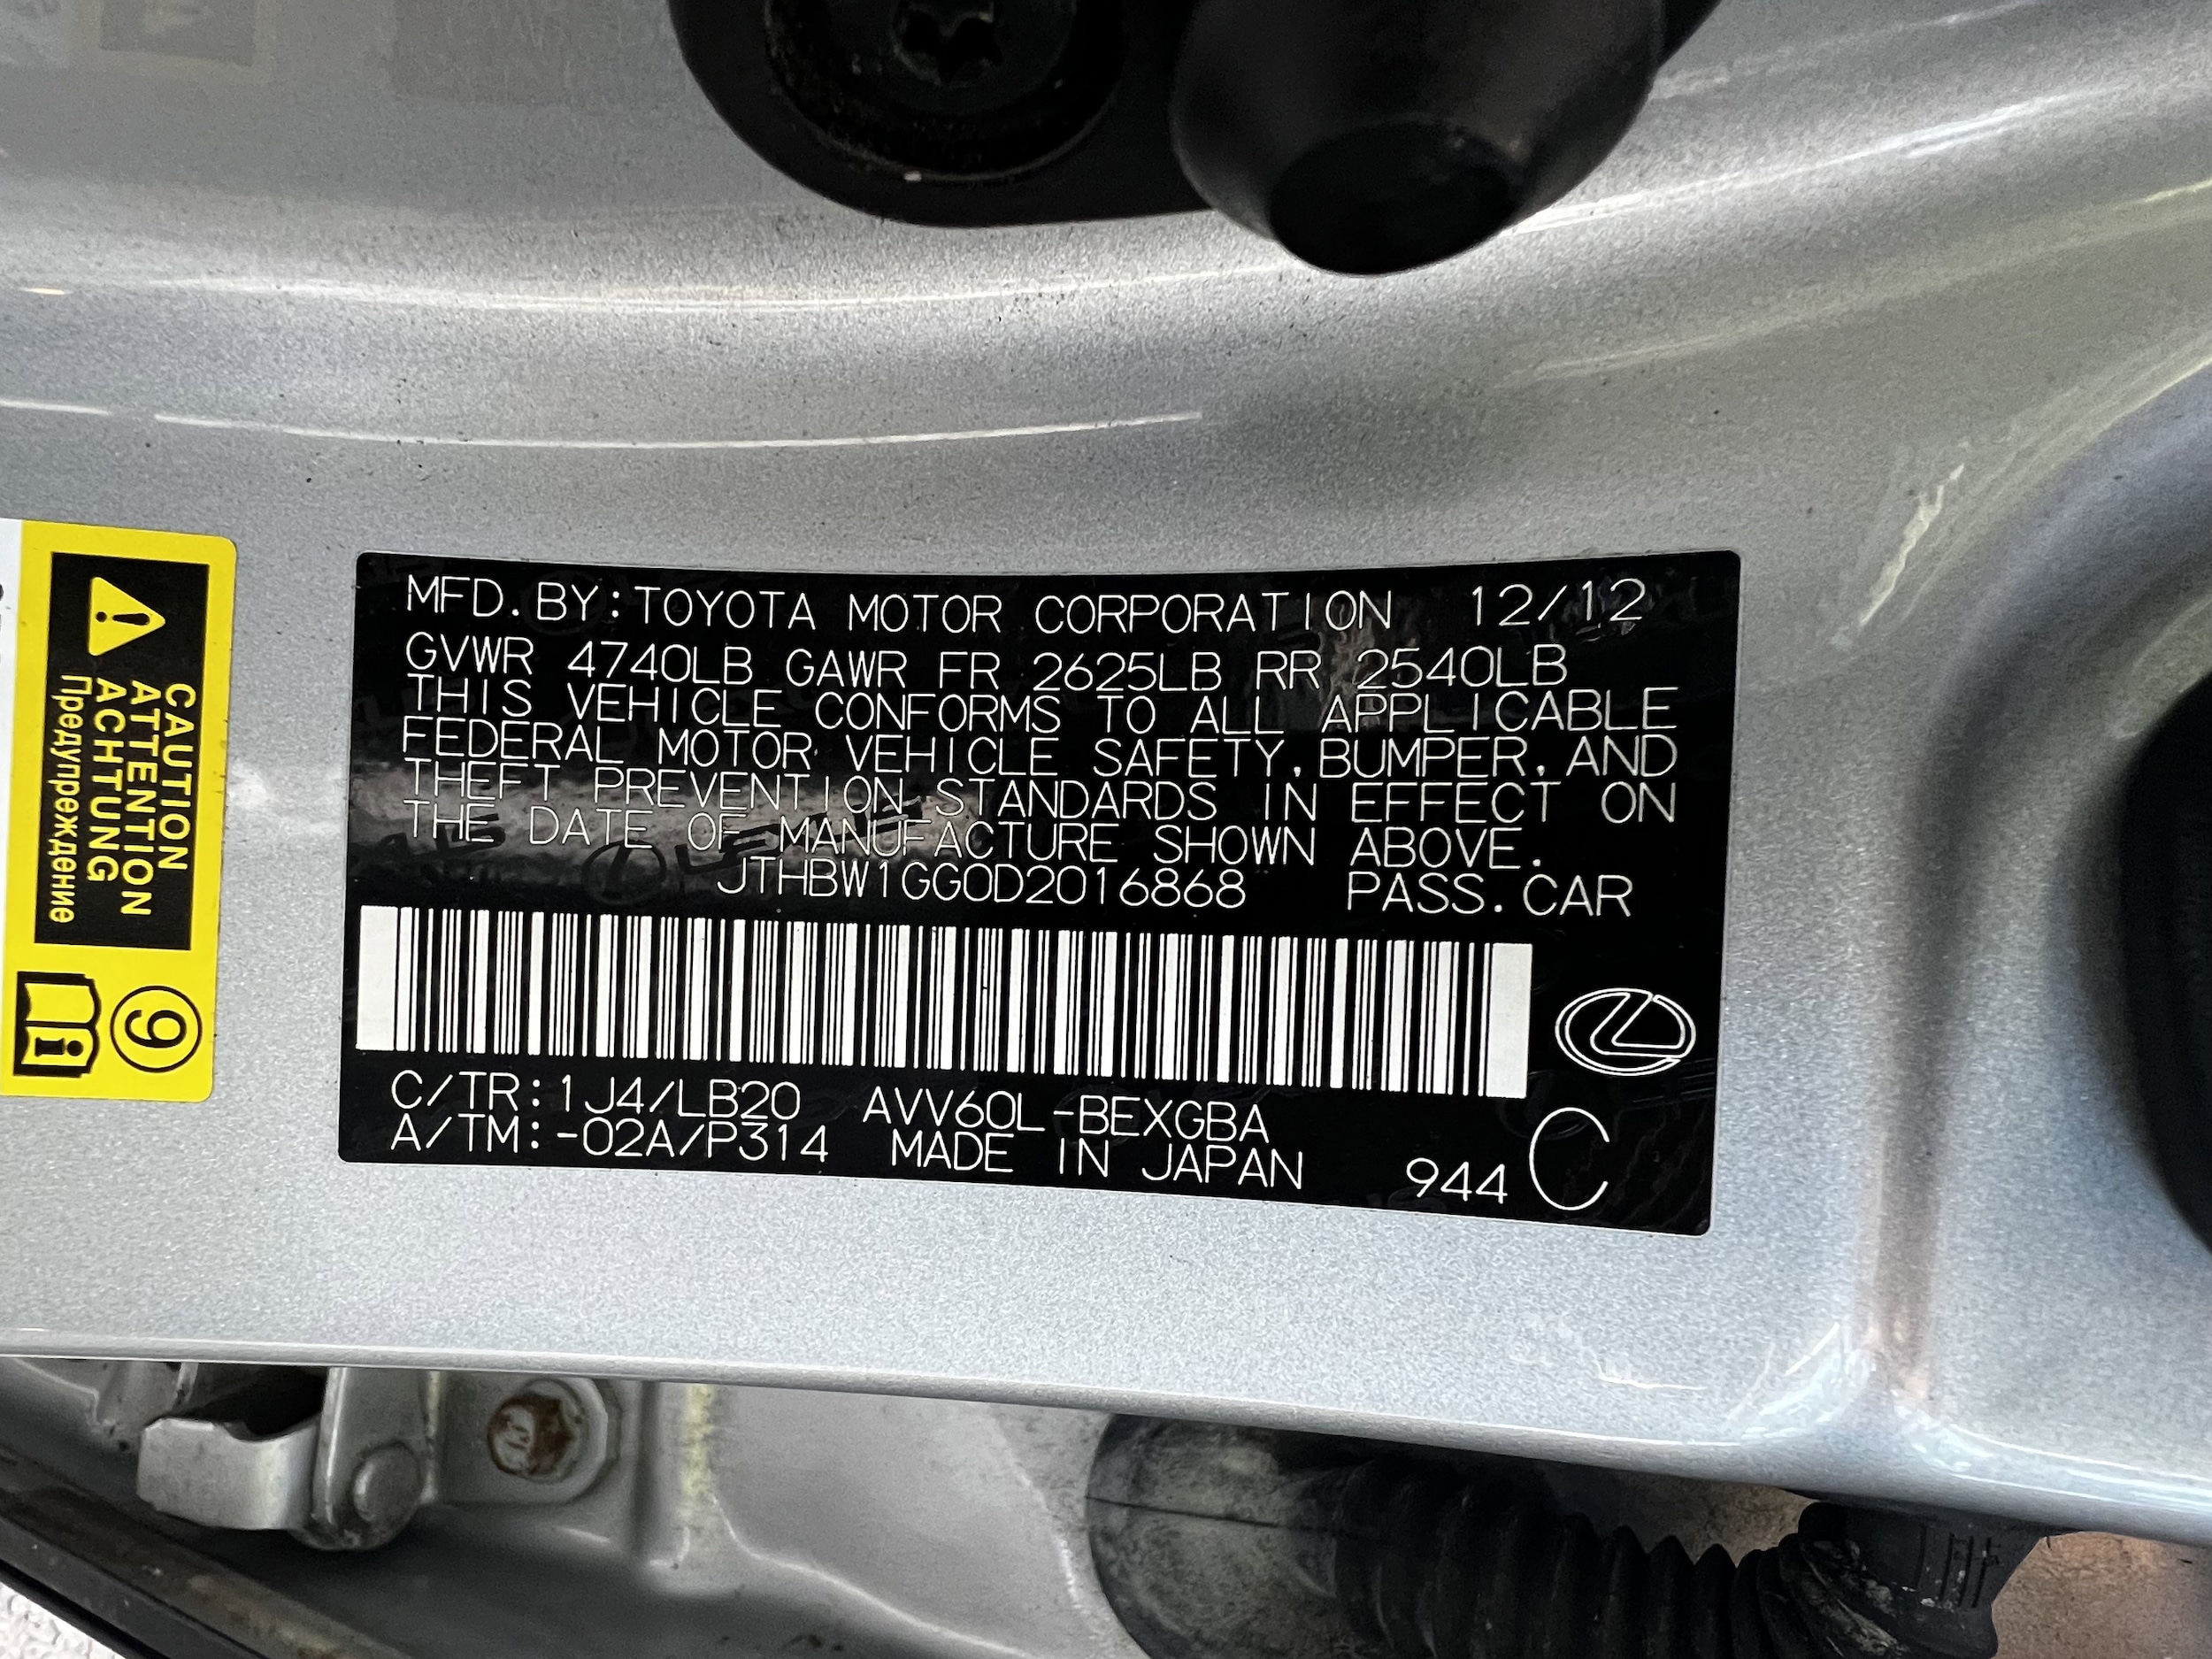 MFD. BY: TOYOTA MOTOR CORPORATION 12/12
GVWR 4740LB GAWR FR 2625LB RR 2540LB
THIS VEHICLE CONFORMS TO ALL APPLICABLE
FEDERAL MOTOR VEHICLE SAFETY, BUMPER, AND
THEFT PREVENTION STANDARDS IN EFFECT ON
THE DATE OF MANUFACTURE SHOWN ABOVE.
JTHBW1GG0D2016868 PASS. CAR
C/TR: 1J4/LB20 AVV60L-BEXGBA
A/TM: -02A/P314 MADE IN JAPAN 944 C
CAUTION
ATTENTION
ACHTUNG
Предупреждение
9